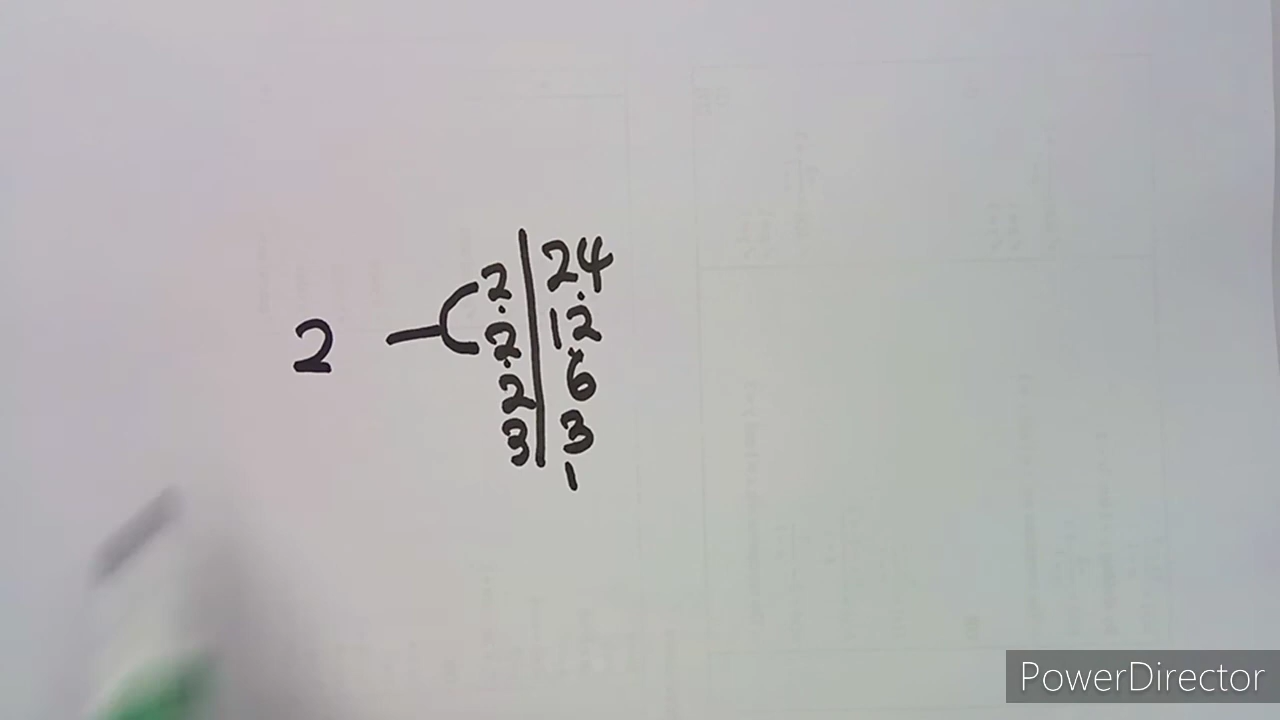 2 | 24
2 | 12
2 | 6
3 | 3
1
2
PowerDirector